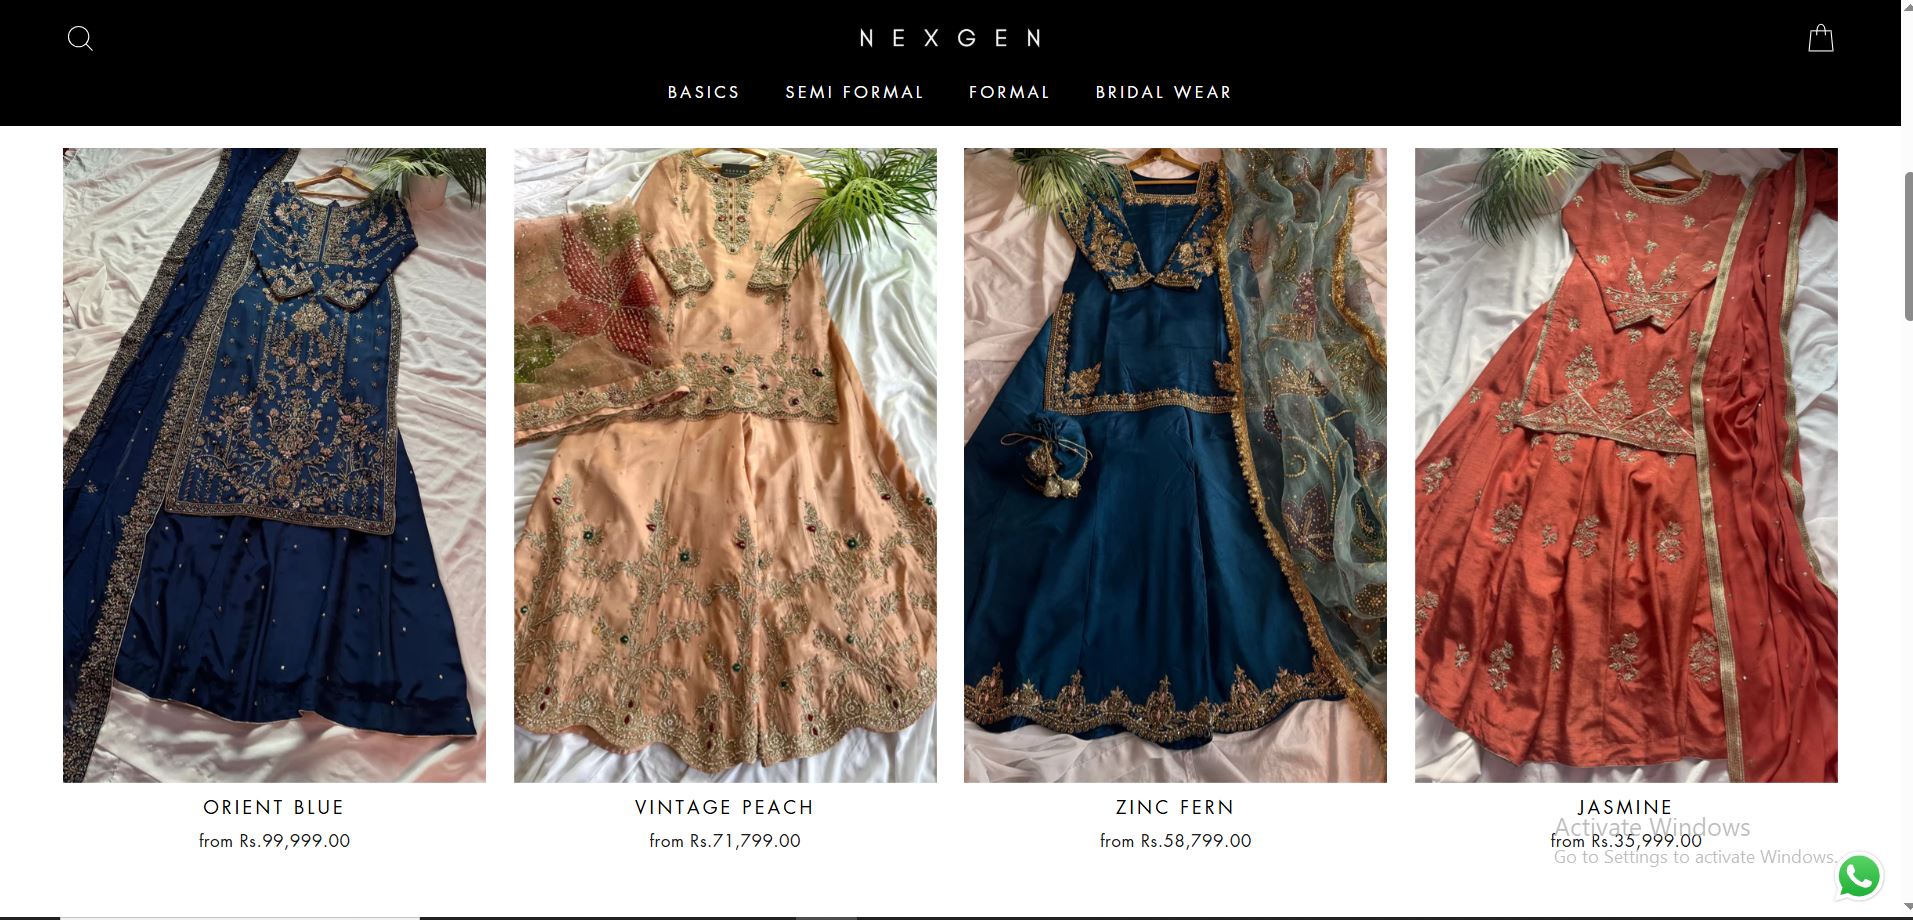 NEXGEN
BASICS SEMI FORMAL FORMAL BRIDAL WEAR
ORIENT BLUE
from Rs.99,999.00
VINTAGE PEACH
from Rs.71,799.00
ZINC FERN
from Rs.58,799.00
JASMINE
from Rs.35,999.00
Activate Windows
Go to Settings to activate Windows.